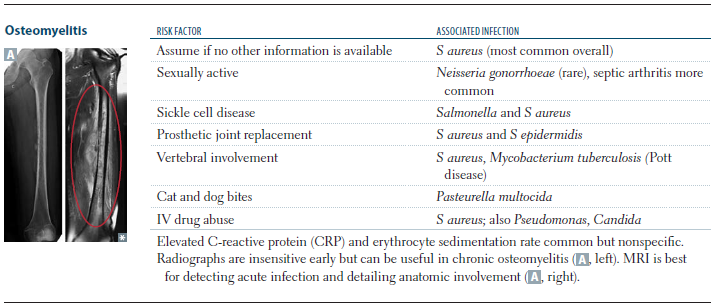 Osteomyelitis
A
RISK FACTOR ASSOCIATED INFECTION
Assume if no other information is available S aureus (most common overall)
Sexually active Neisseria gonorrhoeae (rare), septic arthritis more
common
Sickle cell disease Salmonella and S aureus
Prosthetic joint replacement S aureus and S epidermidis
Vertebral involvement S aureus, Mycobacterium tuberculosis (Pott
disease)
Cat and dog bites Pasteurella multocida
IV drug abuse S aureus; also Pseudomonas, Candida
Elevated C-reactive protein (CRP) and erythrocyte sedimentation rate common but nonspecific.
Radiographs are insensitive early but can be useful in chronic osteomyelitis (A, left). MRI is best
for detecting acute infection and detailing anatomic involvement (A, right).